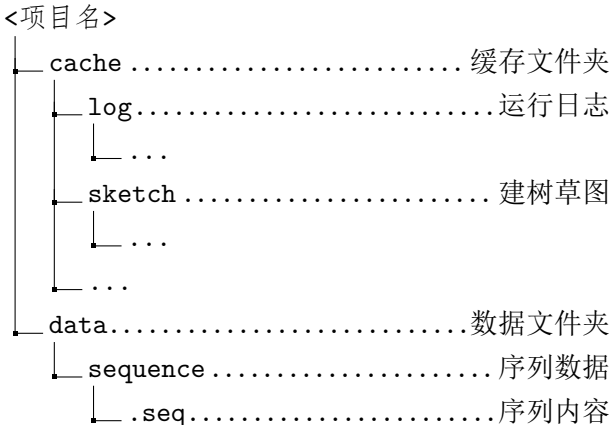 <项目名>
cache .......................... 缓存文件夹
log............................. 运行日志
...
sketch ........................ 建树草图
...
...
data............................ 数据文件夹
sequence ...................... 序列数据
.seq........................ 序列内容